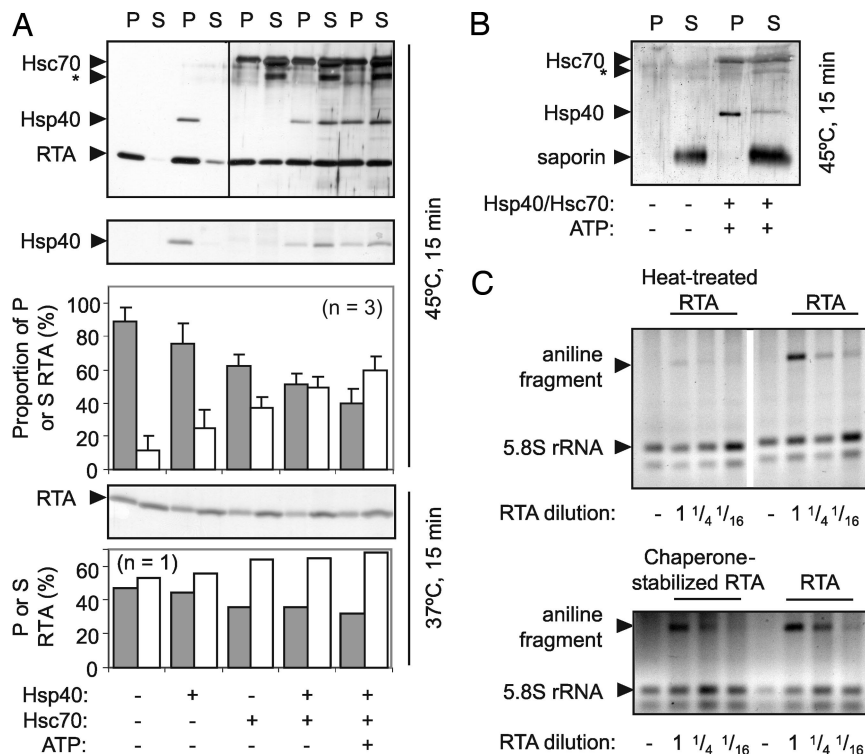 A
P S P S P S P S P S
Hsc70
*
Hsp40
RTA
Hsp40
45ºC, 15 min
Proportion of P
or S RTA (%)
100
80
60
40
20
0
(n = 3)
RTA
37ºC, 15 min
P or S
RTA (%)
80
40
0
(n = 1)
Hsp40: - + - + +
Hsc70: - - + + +
ATP: - - - - +
B
P S P S
Hsc70
*
Hsp40
saporin
45ºC, 15 min
Hsp40/Hsc70: - - + +
ATP: - - + +
C
Heat-treated
RTA RTA
aniline
fragment
5.8S rRNA
RTA dilution: - 1 1/4 1/16 - 1 1/4 1/16
Chaperone-
stabilized RTA RTA
aniline
fragment
5.8S rRNA
RTA dilution: - 1 1/4 1/16 - 1 1/4 1/16